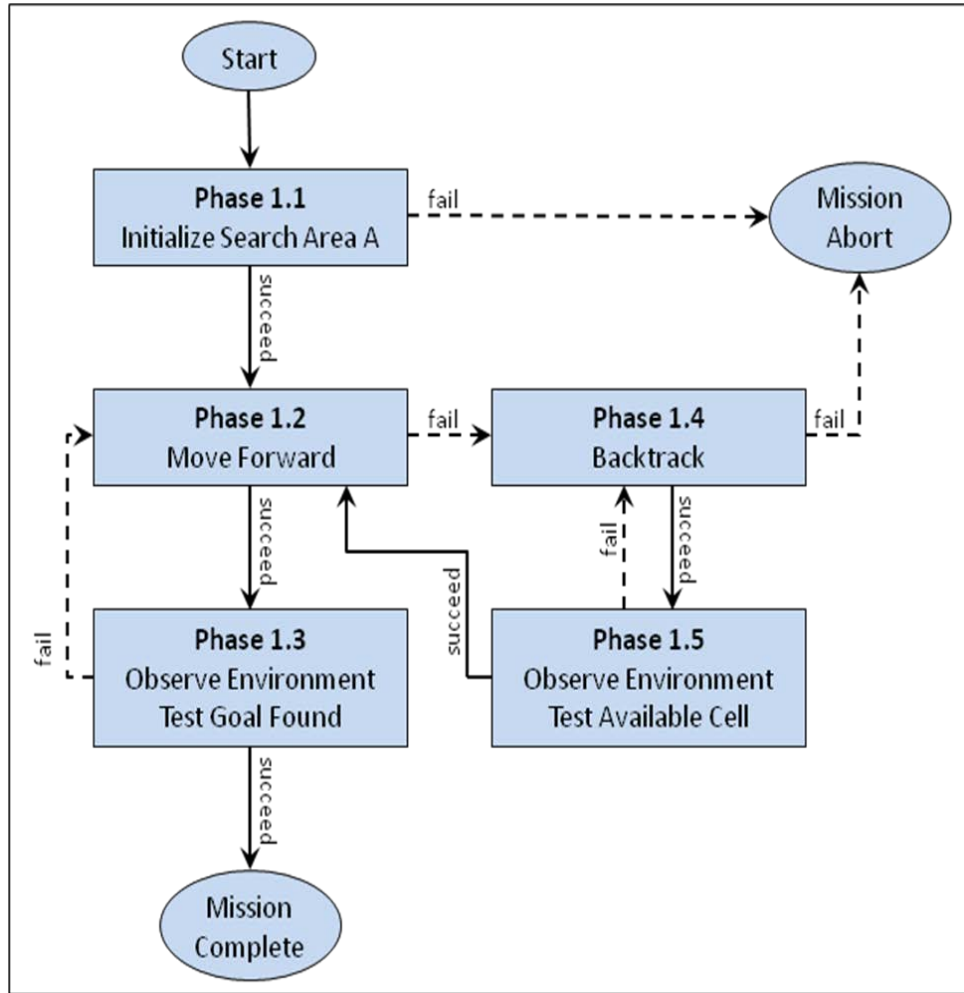 Start
Phase 1.1
Initialize Search Area A
fail
Mission
Abort
succeed
Phase 1.2
Move Forward
fail
Phase 1.4
Backtrack
fail
succeed
fail
succeed
succeed
fail
Phase 1.3
Observe Environment
Test Goal Found
Phase 1.5
Observe Environment
Test Available Cell
succeed
Mission
Complete